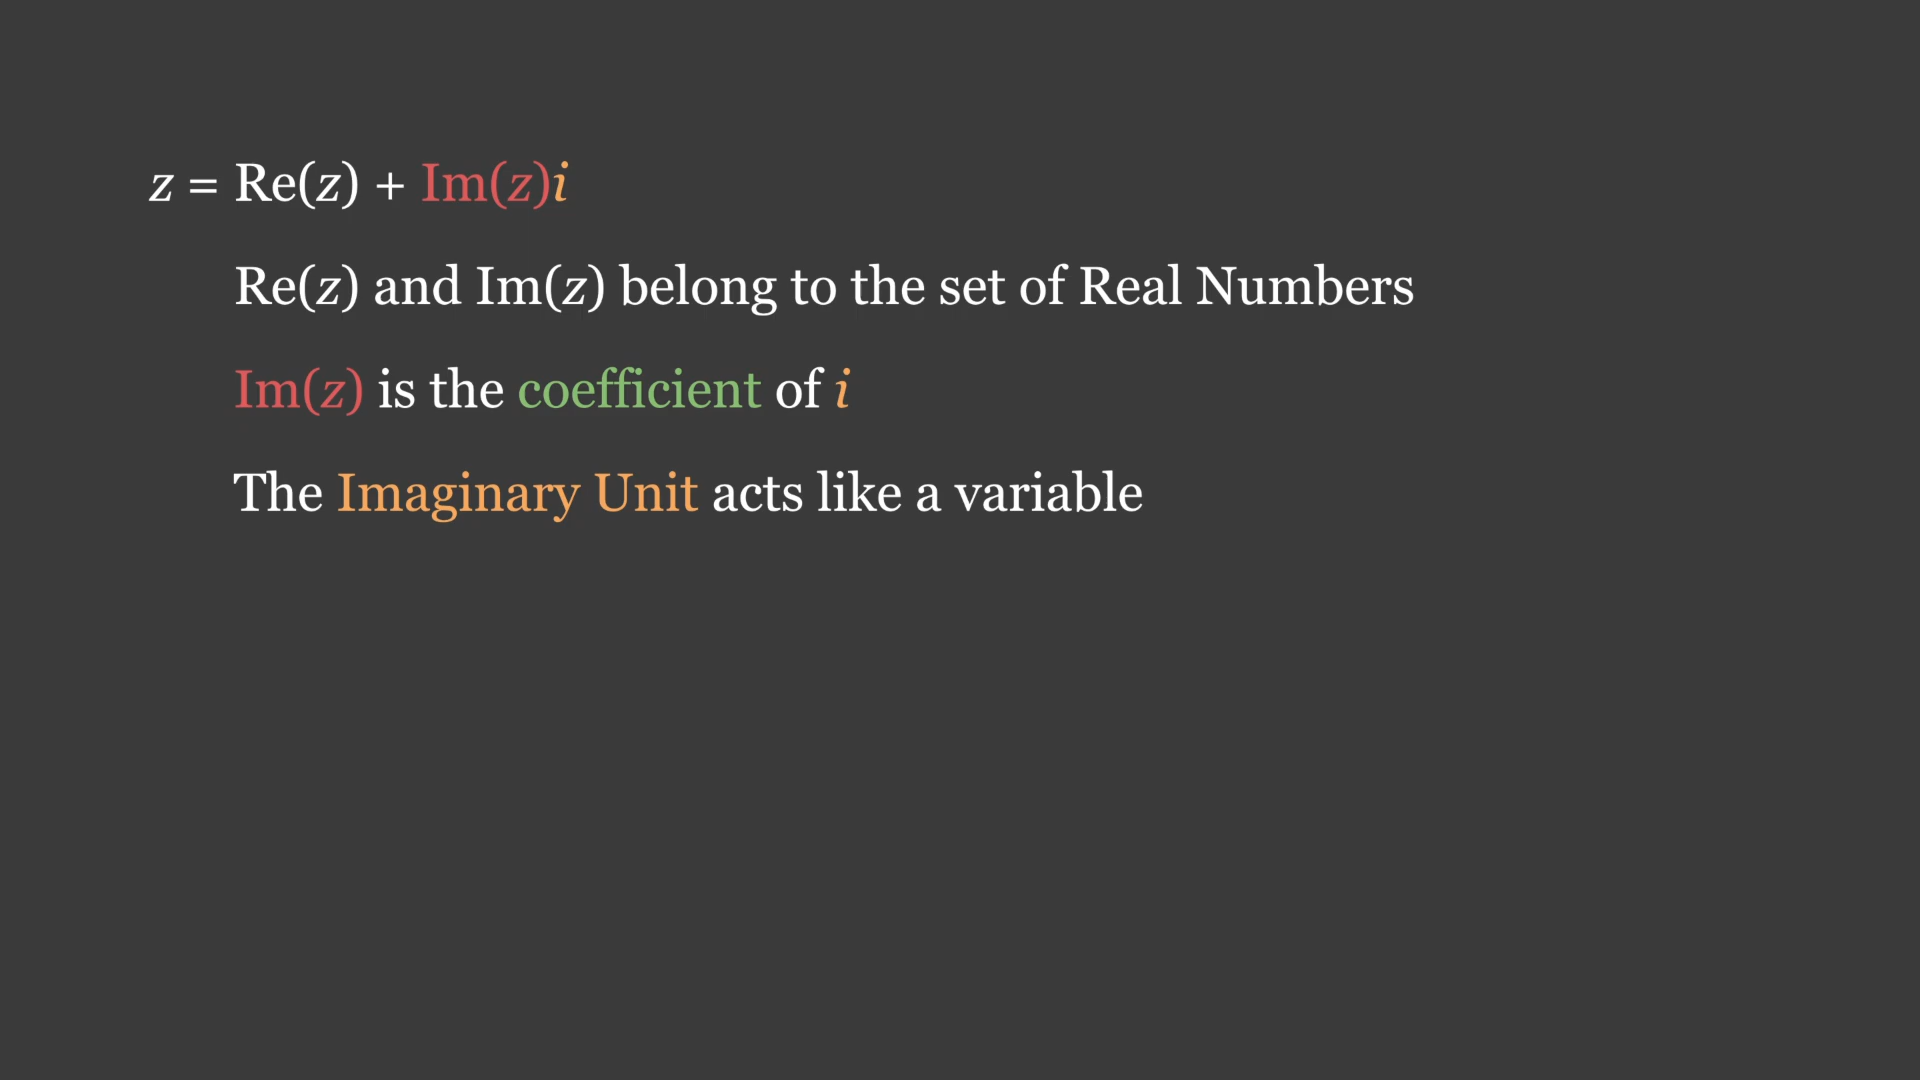 z = Re(z) + Im(z)i
Re(z) and Im(z) belong to the set of Real Numbers
Im(z) is the coefficient of i
The Imaginary Unit acts like a variable